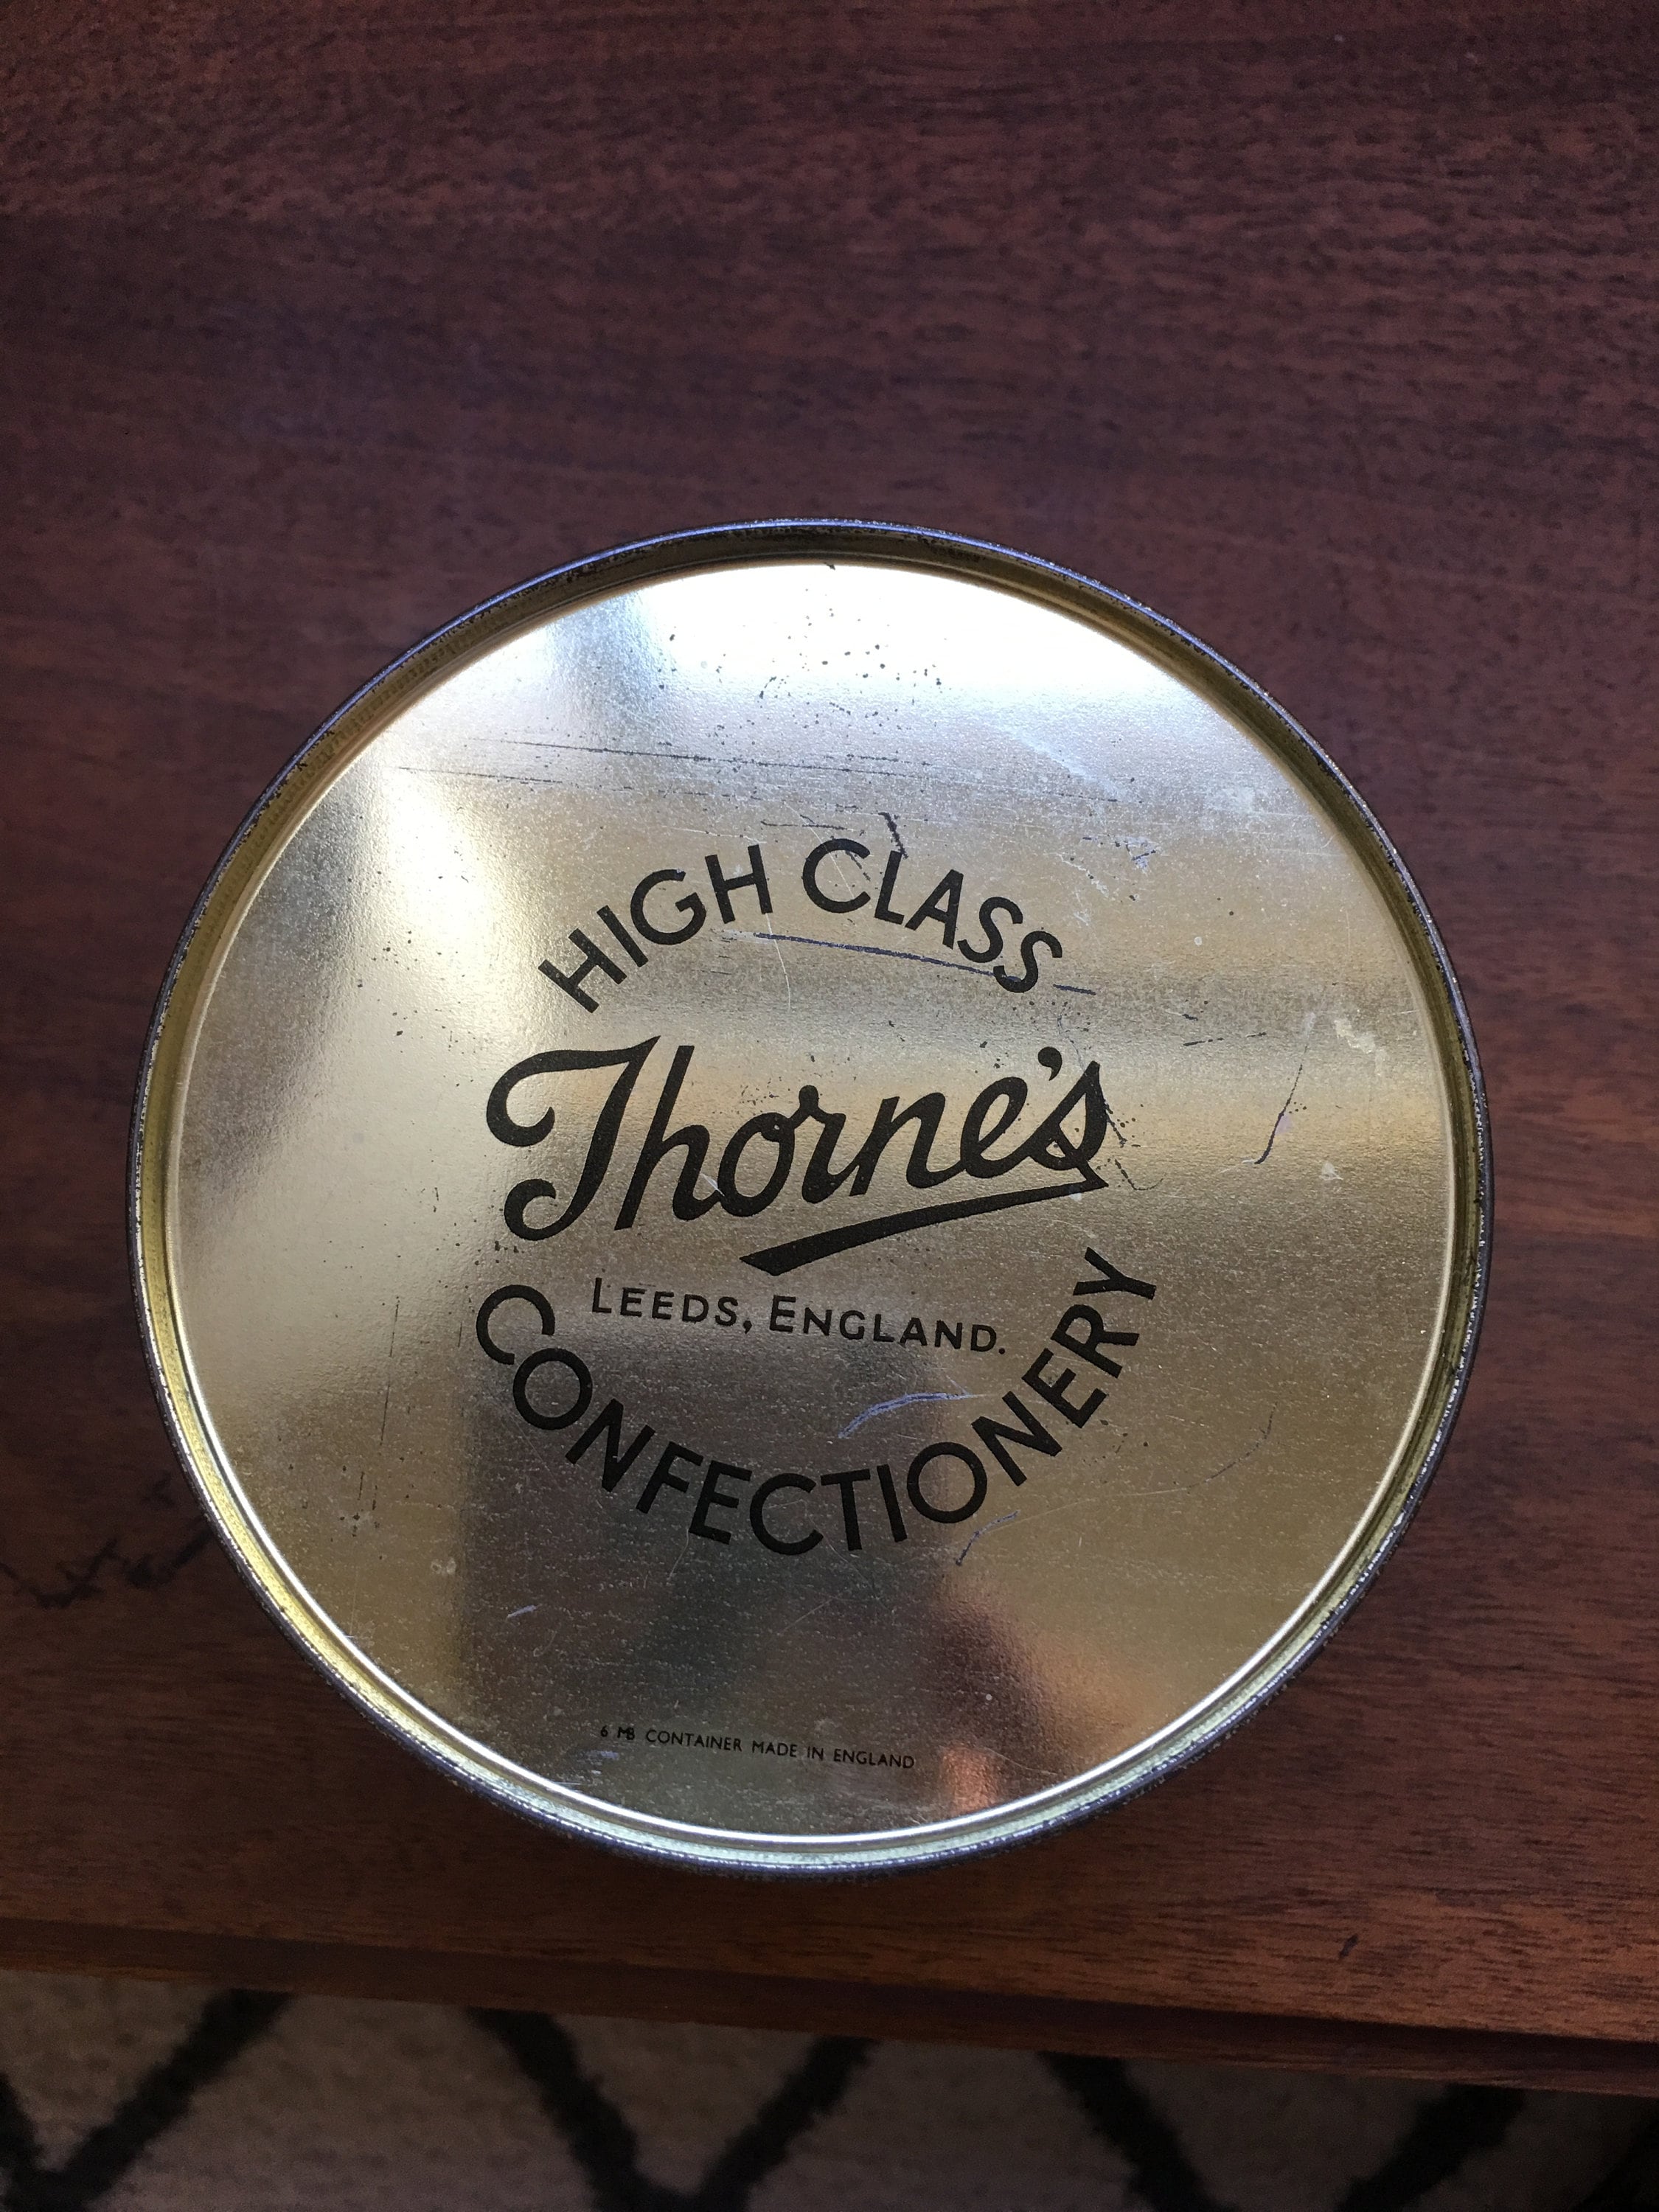 HIGH CLASS
Thorne's
LEEDS, ENGLAND.
CONFECTIONERY
6 MB CONTAINER MADE IN ENGLAND